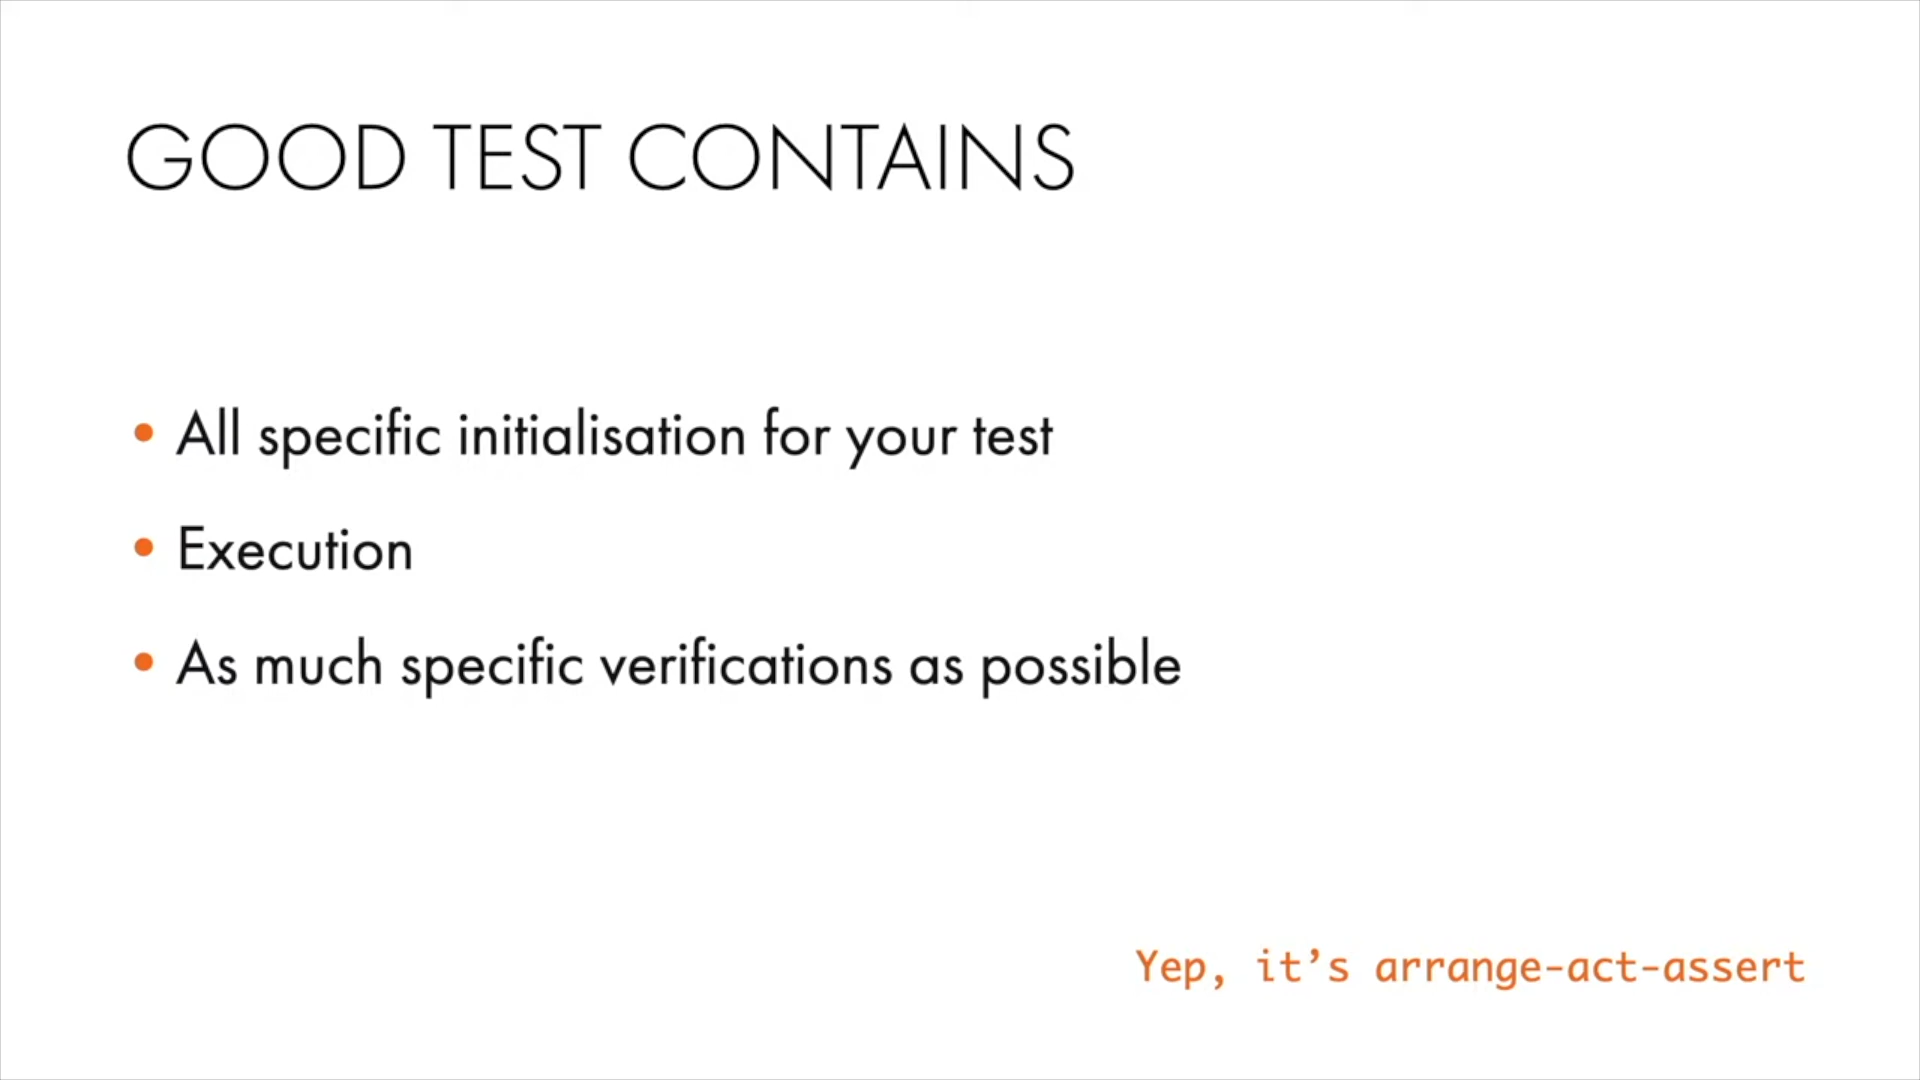 GOOD TEST CONTAINS
• All specific initialisation for your test
• Execution
• As much specific verifications as possible
Yep, it’s arrange-act-assert